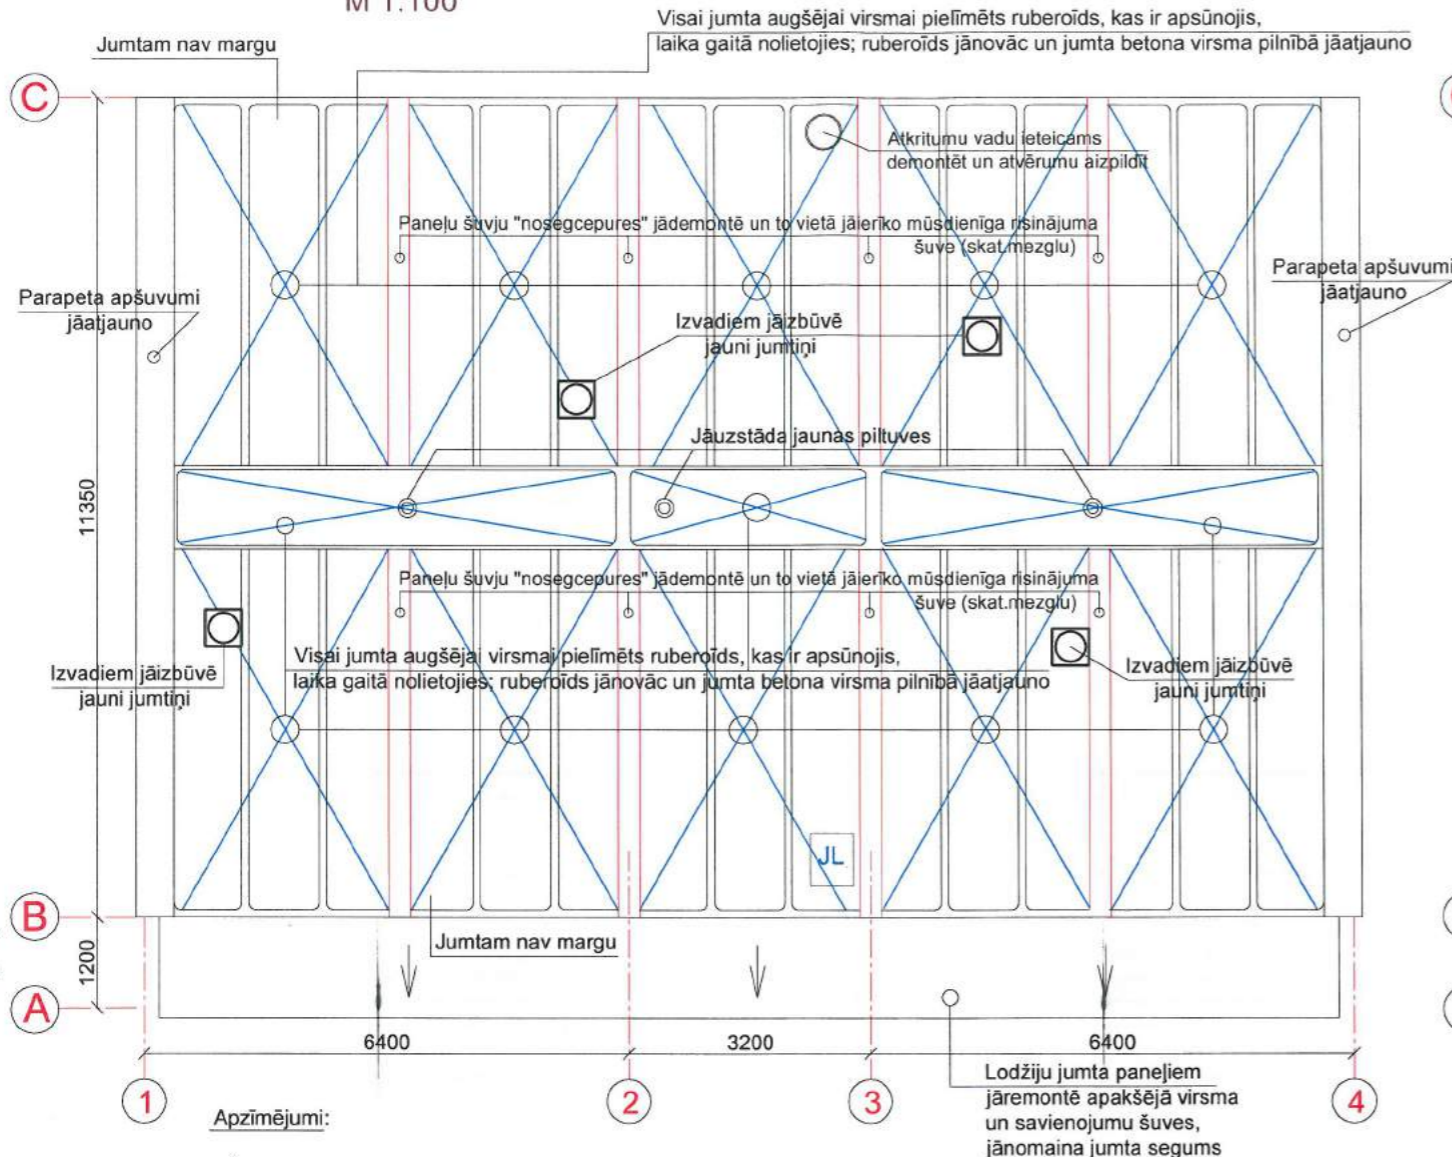 M 1:100
Visai jumta augšējai virsmai pielīmēts ruberoīds, kas ir apsūnojis,
laika gaitā nolietojies; ruberoīds jānovāc un jumta betona virsma pilnībā jāatjauno
Jumtam nav margu
C
Atkritumu vadu ieteicams
demontēt un atvērumu aizpildīt
Paneļu šuvju "nosegcepures" jādemontē un to vietā jāierīko mūsdienīga risinājuma
šuve (skat.mezglu)
Parapeta apšuvumi
jāatjauno
Parapeta apšuvumi
jāatjauno
Izvadiem jāizbūvē
jauni jumtiņi
Jāuzstāda jaunas piltuves
11350
Paneļu šuvju "nosegcepures" jādemontē un to vietā jāierīko mūsdienīga risinājuma
šuve (skat.mezglu)
Visai jumta augšējai virsmai pielīmēts ruberoīds, kas ir apsūnojis,
laika gaitā nolietojies; ruberoīds jānovāc un jumta betona virsma pilnībā jāatjauno
Izvadiem jāizbūvē
jauni jumtiņi
Izvadiem jāizbūvē
jauni jumtiņi
JL
B
Jumtam nav margu
1200
A
6400
3200
6400
1
2
3
4
Lodžiju jumta paneļiem
jāremontē apakšējā virsma
un savienojumu šuves,
jānomaina jumta segums
Apzīmējumi: